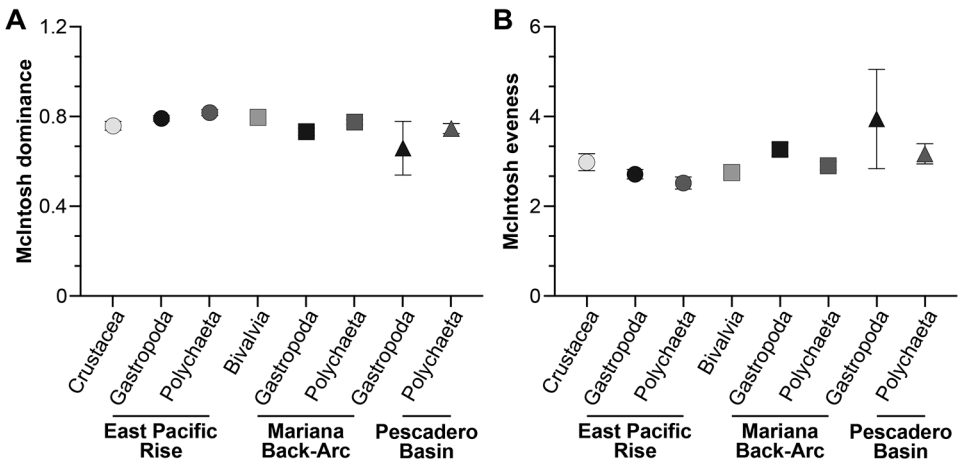 A
McIntosh dominance
1.2
0.8
0.4
0
Crustacea
Gastropoda
Polychaeta
Bivalvia
Gastropoda
Polychaeta
Gastropoda
Polychaeta
East Pacific
Rise
Mariana
Back-Arc
Pescadero
Basin
B
McIntosh eveness
6
4
2
0
Crustacea
Gastropoda
Polychaeta
Bivalvia
Gastropoda
Polychaeta
Gastropoda
Polychaeta
East Pacific
Rise
Mariana
Back-Arc
Pescadero
Basin